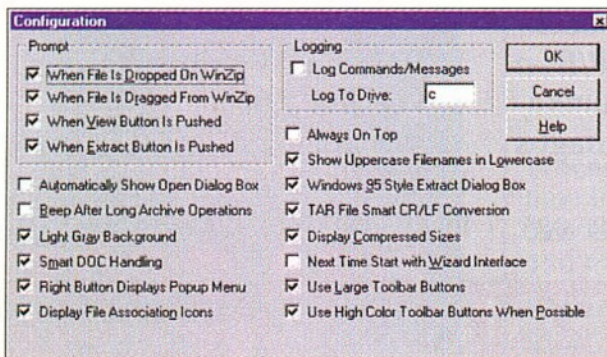 Configuration
Prompt
When File Is Dropped On WinZip
When File Is Dragged From WinZip
When View Button Is Pushed
When Extract Button Is Pushed
Automatically Show Open Dialog Box
Beep After Long Archive Operations
Light Gray Background
Smart DOC Handling
Right Button Displays Popup Menu
Display File Association Icons
Logging
Log Commands/Messages
Log To Drive: c
Always On Top
Show Uppercase Filenames in Lowercase
Windows 95 Style Extract Dialog Box
TAR File Smart CR/LF Conversion
Display Compressed Sizes
Next Time Start with Wizard Interface
Use Large Toolbar Buttons
Use High Color Toolbar Buttons When Possible
OK
Cancel
Help